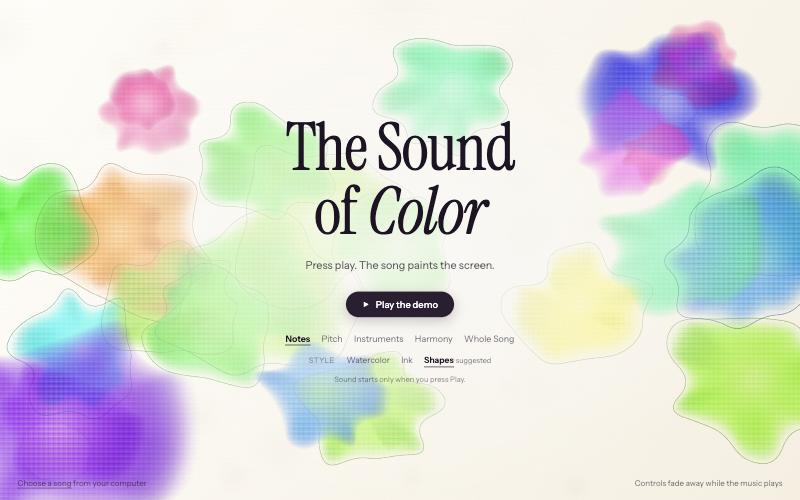 The Sound
of Color
Press play. The song paints the screen.
Play the demo
Notes Pitch Instruments Harmony Whole Song
STYLE Watercolor Ink Shapes suggested
Sound starts only when you press Play.
Choose a song from your computer
Controls fade away while the music plays